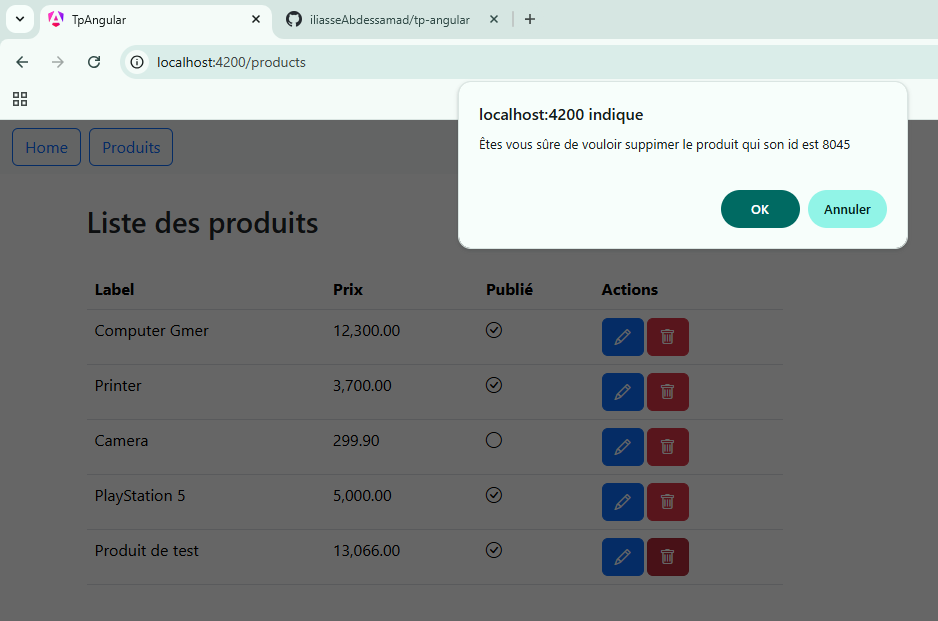 TpAngular
iliasseAbdessamad/tp-angular
localhost:4200/products
localhost:4200 indique
Êtes vous sûre de vouloir suppimer le produit qui son id est 8045
OK Annuler
Home Produits
Liste des produits
Label Prix Publié Actions
Computer Gmer 12,300.00
Printer 3,700.00
Camera 299.90
PlayStation 5 5,000.00
Produit de test 13,066.00